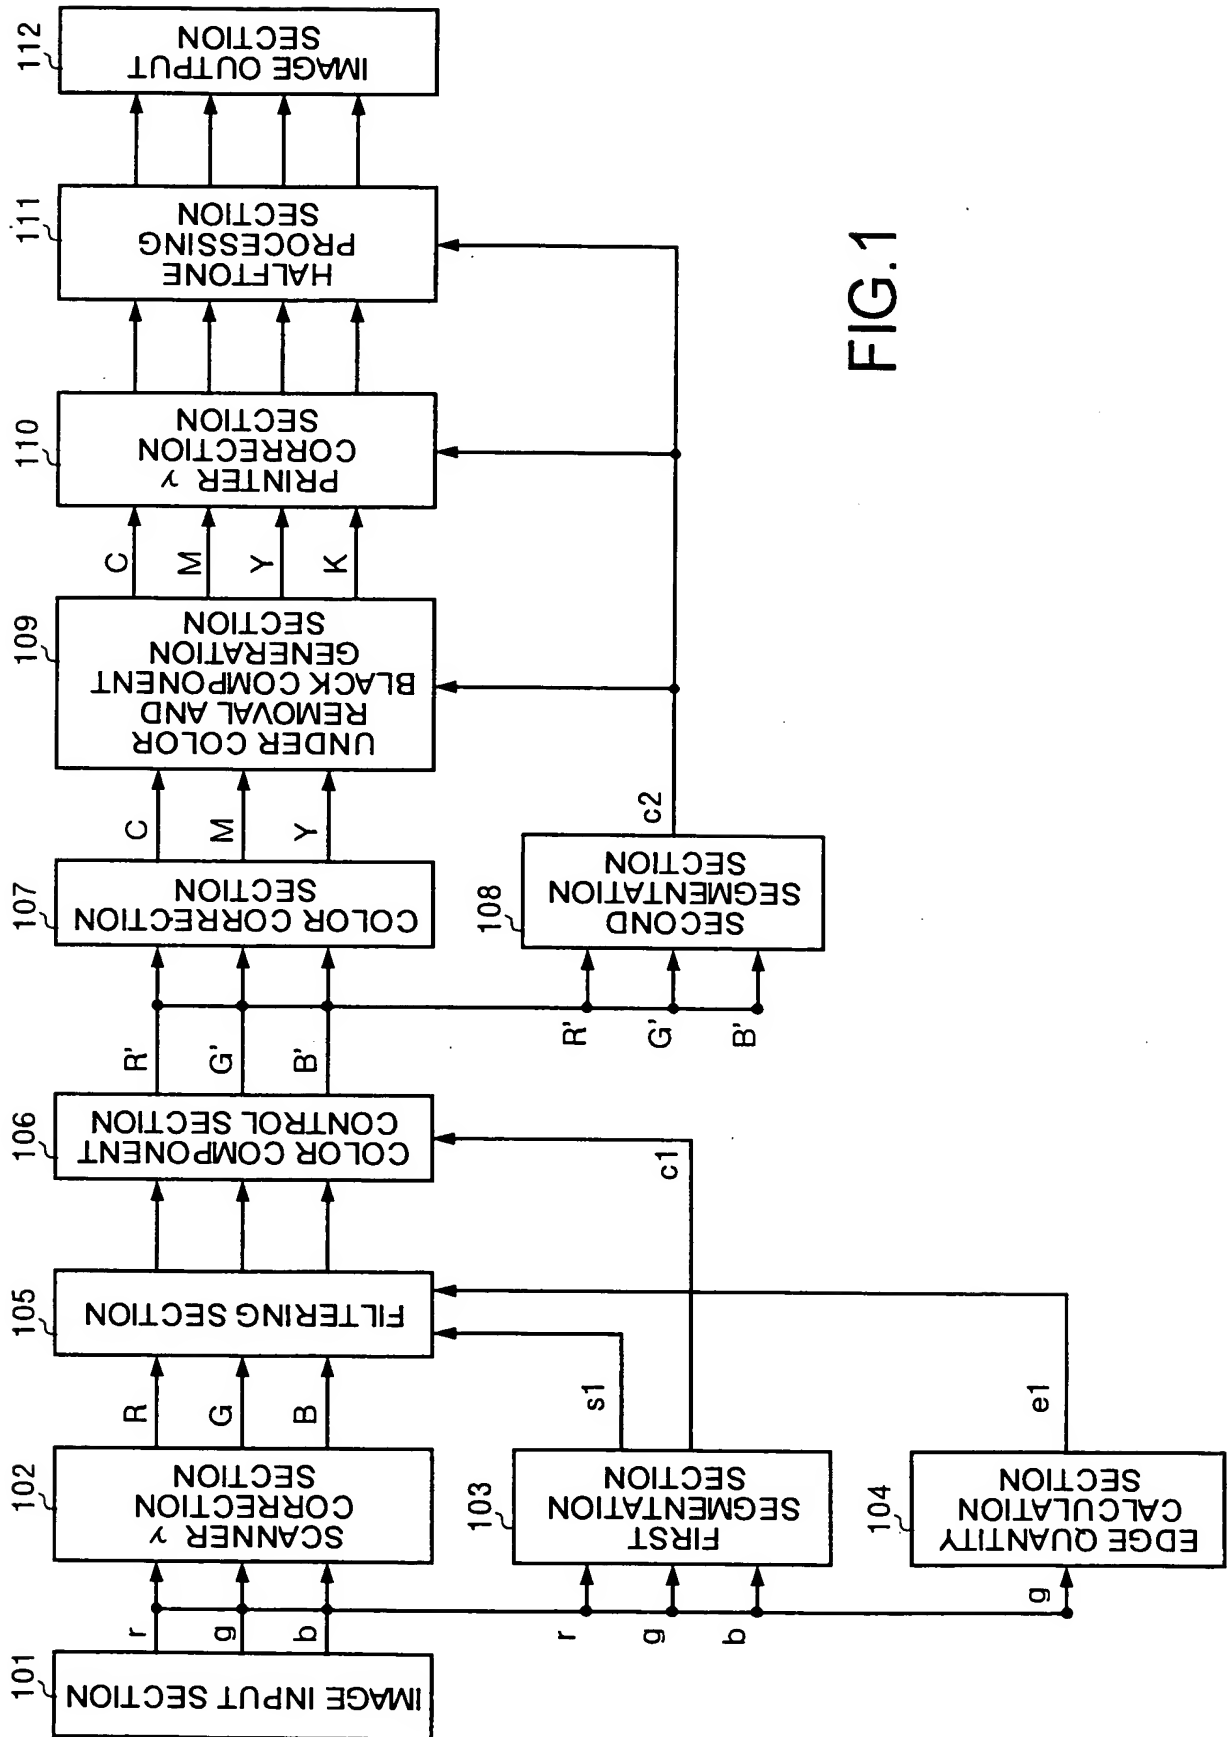 101
IMAGE INPUT SECTION
r
g
b
102
SCANNER γ
CORRECTION
SECTION
R
G
B
r
g
b
103
FIRST
SEGMENTATION
SECTION
s1
c1
g
104
EDGE QUANTITY
CALCULATION
SECTION
e1
105
FILTERING SECTION
106
COLOR COMPONENT
CONTROL SECTION
R'
G'
B'
107
COLOR CORRECTION
SECTION
C
M
Y
R'
G'
B'
108
SECOND
SEGMENTATION
SECTION
c2
109
UNDER COLOR
REMOVAL AND
BLACK COMPONENT
GENERATION
SECTION
C
M
Y
K
110
PRINTER γ
CORRECTION
SECTION
111
HALFTONE
PROCESSING
SECTION
112
IMAGE OUTPUT
SECTION
FIG.1